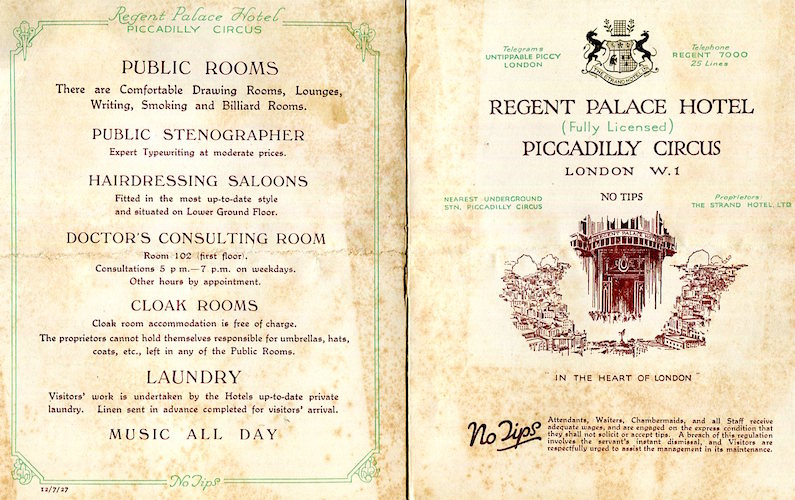 Regent Palace Hotel
PICCADILLY CIRCUS
PUBLIC ROOMS
There are Comfortable Drawing Rooms, Lounges,
Writing, Smoking and Billiard Rooms.
PUBLIC STENOGRAPHER
Expert Typewriting at moderate prices.
HAIRDRESSING SALOONS
Fitted in the most up-to-date style
and situated on Lower Ground Floor.
DOCTOR'S CONSULTING ROOM
Room 102 (first floor).
Consultations 5 p.m.—7 p.m. on weekdays.
Other hours by appointment.
CLOAK ROOMS
Cloak room accommodation is free of charge.
The proprietors cannot hold themselves responsible for umbrellas, hats,
coats, etc., left in any of the Public Rooms.
LAUNDRY
Visitors' work is undertaken by the Hotels up-to-date private
laundry. Linen sent in advance completed for visitors' arrival.
MUSIC ALL DAY
No Tips
12/7/27
Telegrams
UNTIPPABLE PICCY
LONDON
THE STRAND HOTEL LTD
Telephone
REGENT 7000
25 Lines
REGENT PALACE HOTEL
(Fully Licensed)
PICCADILLY CIRCUS
LONDON W.1
NO TIPS
NEAREST UNDERGROUND
STN, PICCADILLY CIRCUS
Proprietors:
THE STRAND HOTEL, LTD
REGENT PALACE
"IN THE HEART OF LONDON"
No Tips
Attendants, Waiters, Chambermaids, and all Staff receive
adequate wages, and are engaged on the express condition that
they shall not solicit or accept tips. A breach of this regulation
involves the servant's instant dismissal, and Visitors are
respectfully urged to assist the management in its maintenance.